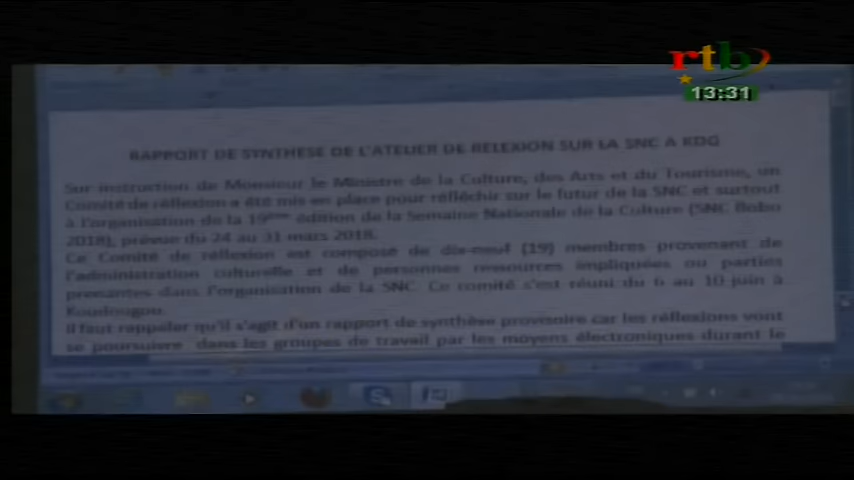 rtb
13:31
RAPPORT DE SYNTHESE DE L'ATELIER DE RELEXION SUR LA SNC A KDG
Sur instruction de Monsieur le Ministre de la Culture, des Arts et du Tourisme, un
Comité de réflexion a été mis en place pour réfléchir sur le futur de la SNC et surtout
à l'organisation de la 19ème édition de la Semaine Nationale de la Culture (SNC Bobo
2018), prévue du 24 au 31 mars 2018.
Ce Comité de réflexion est composé de dix-neuf (19) membres provenant de
l'administration culturelle et de personnes ressources impliquées ou parties
prenantes dans l'organisation de la SNC. Ce comité s'est réuni du 6 au 10 juin à
Koudougou.
Il faut rappeler qu'il s'agit d'un rapport de synthèse provisoire car les réflexions vont
se poursuivre dans les groupes de travail par les moyens électroniques durant le